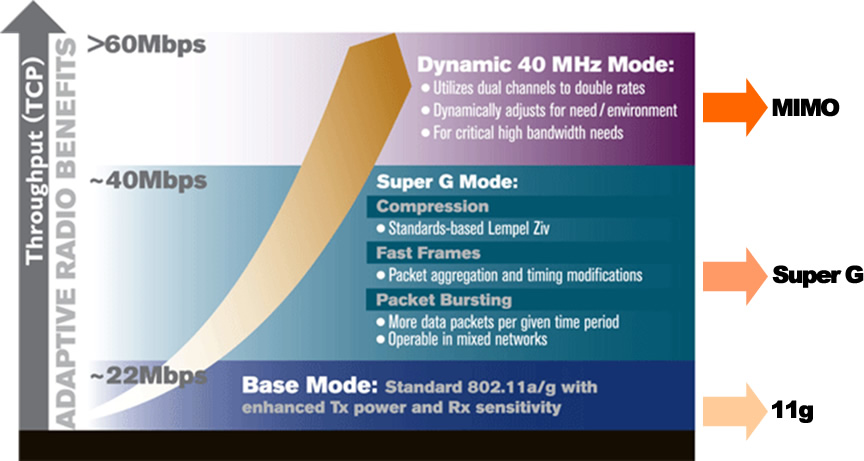 Throughput (TCP)
ADAPTIVE RADIO BENEFITS
>60Mbps
Dynamic 40 MHz Mode:
• Utilizes dual channels to double rates
• Dynamically adjusts for need / environment
• For critical high bandwidth needs
MIMO
~40Mbps
Super G Mode:
Compression
• Standards-based Lempel Ziv
Fast Frames
• Packet aggregation and timing modifications
Packet Bursting
• More data packets per given time period
• Operable in mixed networks
Super G
~22Mbps
Base Mode: Standard 802.11a/g with
enhanced Tx power and Rx sensitivity
11g